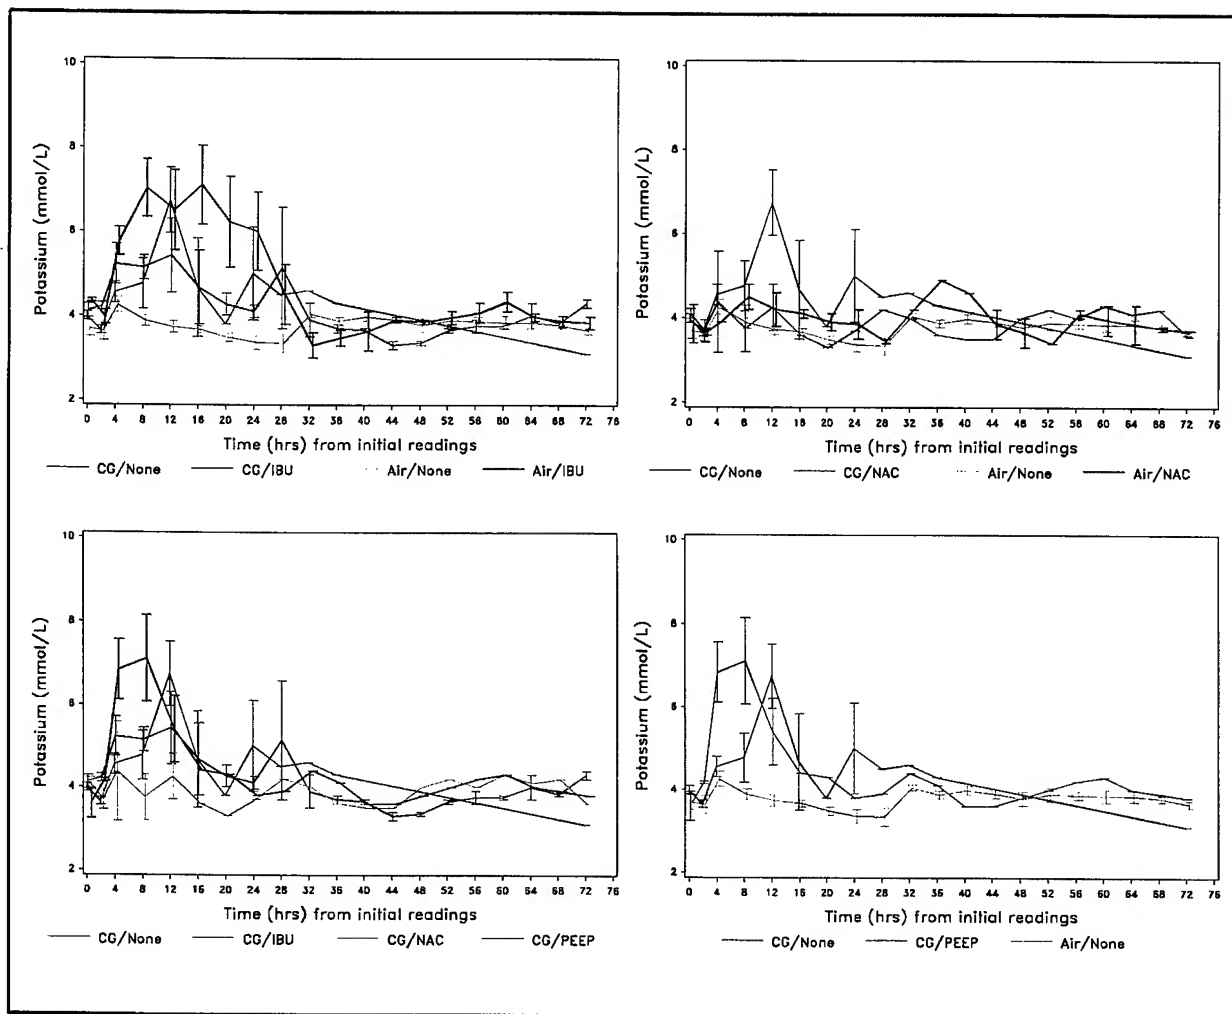 10
8
6
4
2
Potassium (mmol/L)
0 4 8 12 16 20 24 28 32 36 40 44 48 52 56 60 64 68 72 76
Time (hrs) from initial readings
CG/None CG/IBU Air/None Air/IBU
10
8
6
4
2
Potassium (mmol/L)
0 4 8 12 16 20 24 28 32 36 40 44 48 52 56 60 64 68 72 76
Time (hrs) from initial readings
CG/None CG/NAC Air/None Air/NAC
10
8
6
4
2
Potassium (mmol/L)
0 4 8 12 16 20 24 28 32 36 40 44 48 52 56 60 64 68 72 76
Time (hrs) from initial readings
CG/None CG/IBU CG/NAC CG/PEEP
10
8
6
4
2
Potassium (mmol/L)
0 4 8 12 16 20 24 28 32 36 40 44 48 52 56 60 64 68 72 76
Time (hrs) from initial readings
CG/None CG/PEEP Air/None